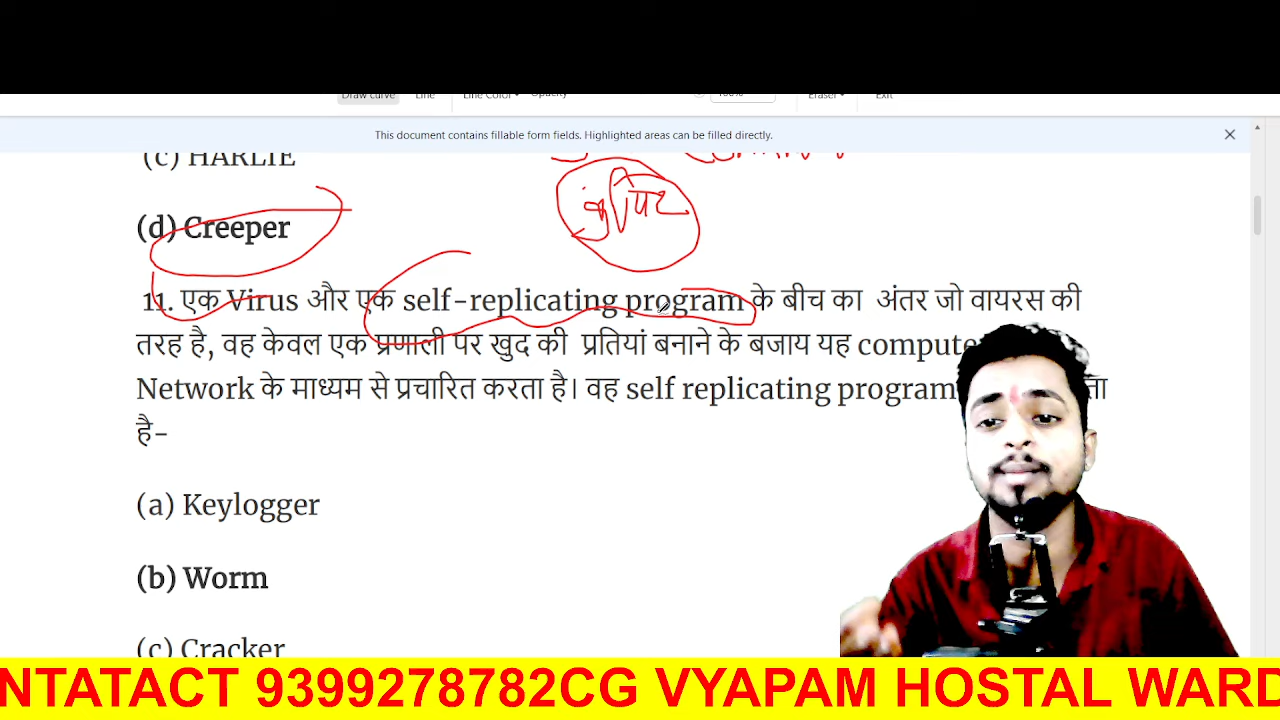 This document contains fillable form fields. Highlighted areas can be filled directly.
(c) HARLIE
(d) Creeper
11. एक Virus और एक self-replicating program के बीच का अंतर जो वायरस की
तरह है, वह केवल एक प्रणाली पर खुद की प्रतियां बनाने के बजाय यह
Network के माध्यम से प्रचारित करता है। वह self replicating program
है-
(a) Keylogger
(b) Worm
(c) Cracker
NTATACT 9399278782CG VYAPAM HOSTAL WARD